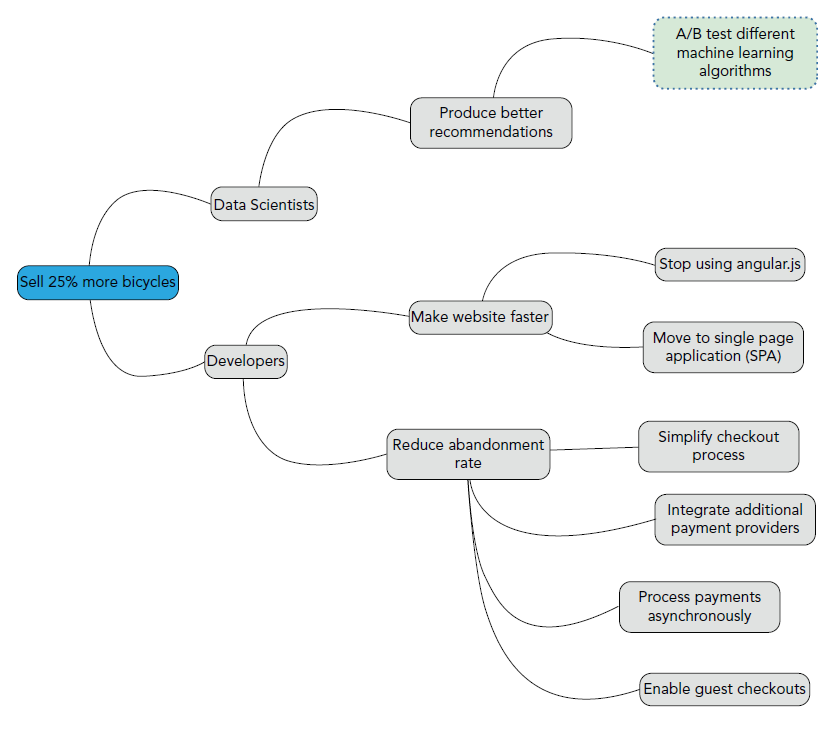 A/B test different
machine learning
algorithms
Produce better
recommendations
Data Scientists
Sell 25% more bicycles
Stop using angular.js
Make website faster
Move to single page
application (SPA)
Developers
Reduce abandonment
rate
Simplify checkout
process
Integrate additional
payment providers
Process payments
asynchronously
Enable guest checkouts